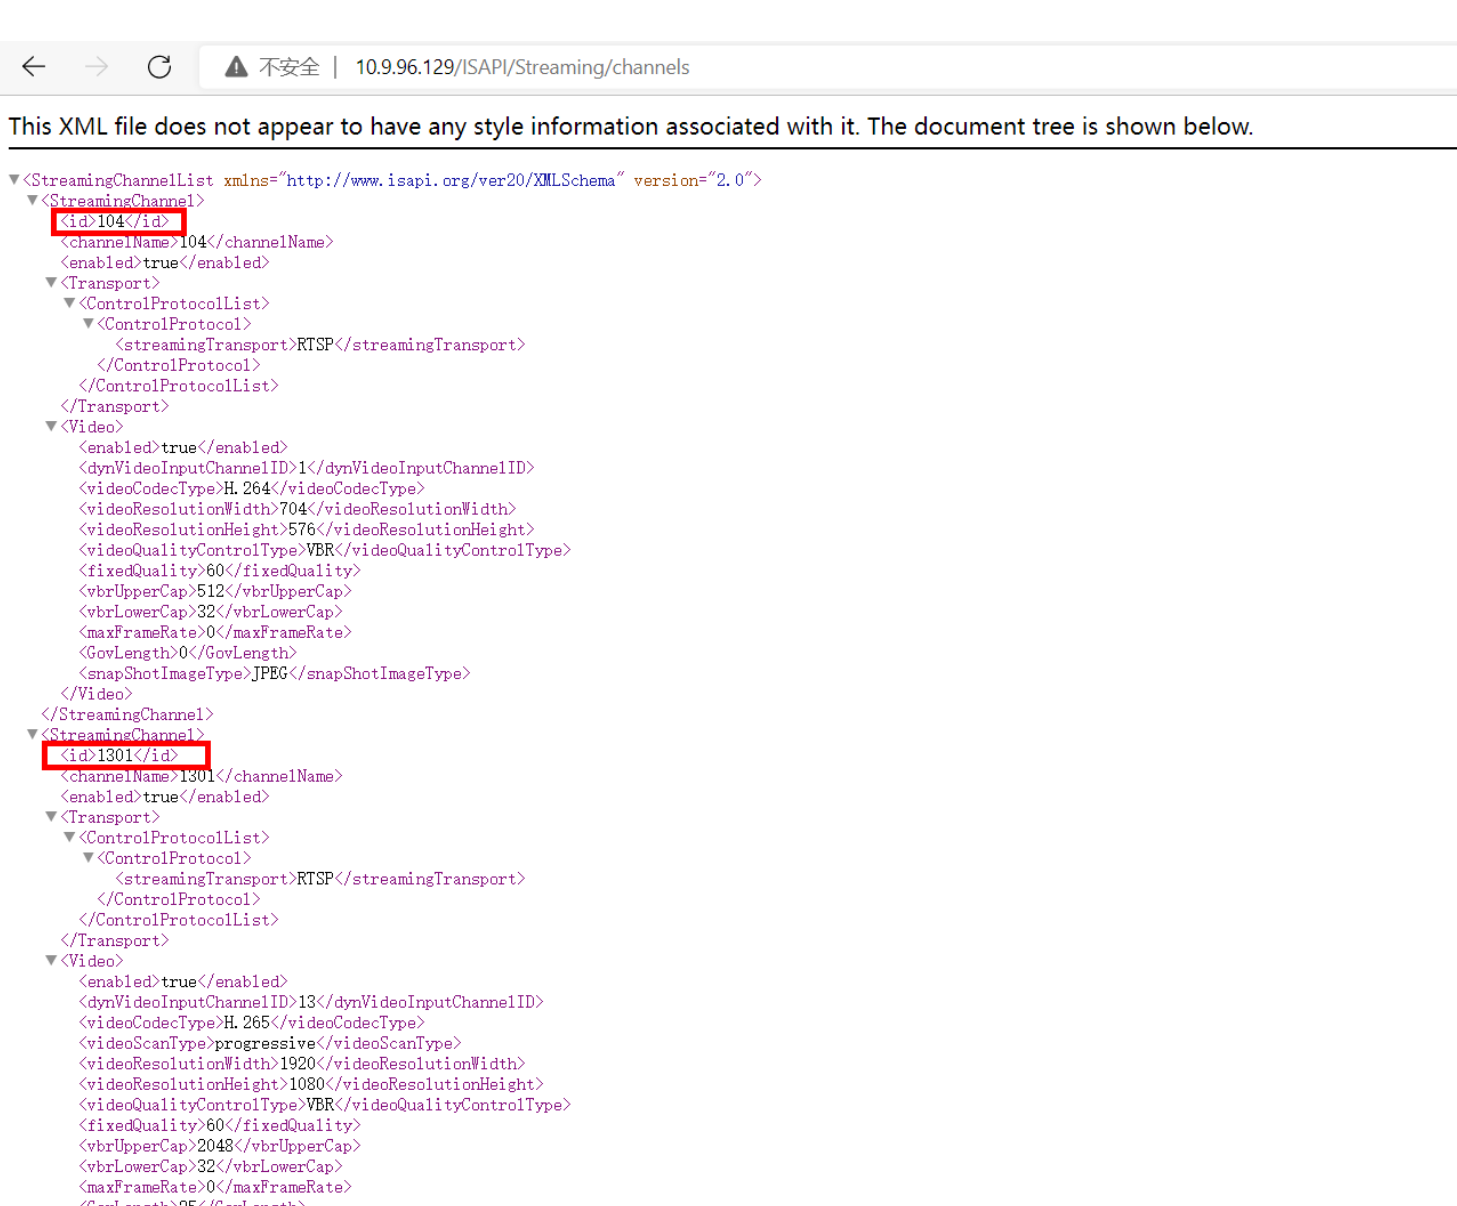 不安全 | 10.9.96.129/ISAPI/Streaming/channels
This XML file does not appear to have any style information associated with it. The document tree is shown below.
▼<StreamingChannelList xmlns="http://www.isapi.org/ver20/XMLSchema" version="2.0">
▼<StreamingChannel>
<id>104</id>
<channelName>104</channelName>
<enabled>true</enabled>
▼<Transport>
▼<ControlProtocolList>
▼<ControlProtocol>
<streamingTransport>RTSP</streamingTransport>
</ControlProtocol>
</ControlProtocolList>
</Transport>
▼<Video>
<enabled>true</enabled>
<dynVideoInputChannelID>1</dynVideoInputChannelID>
<videoCodecType>H.264</videoCodecType>
<videoResolutionWidth>704</videoResolutionWidth>
<videoResolutionHeight>576</videoResolutionHeight>
<videoQualityControlType>VBR</videoQualityControlType>
<fixedQuality>60</fixedQuality>
<vbrUpperCap>512</vbrUpperCap>
<vbrLowerCap>32</vbrLowerCap>
<maxFrameRate>0</maxFrameRate>
<GovLength>0</GovLength>
<snapShotImageType>JPEG</snapShotImageType>
</Video>
</StreamingChannel>
▼<StreamingChannel>
<id>1301</id>
<channelName>1301</channelName>
<enabled>true</enabled>
▼<Transport>
▼<ControlProtocolList>
▼<ControlProtocol>
<streamingTransport>RTSP</streamingTransport>
</ControlProtocol>
</ControlProtocolList>
</Transport>
▼<Video>
<enabled>true</enabled>
<dynVideoInputChannelID>13</dynVideoInputChannelID>
<videoCodecType>H.265</videoCodecType>
<videoScanType>progressive</videoScanType>
<videoResolutionWidth>1920</videoResolutionWidth>
<videoResolutionHeight>1080</videoResolutionHeight>
<videoQualityControlType>VBR</videoQualityControlType>
<fixedQuality>60</fixedQuality>
<vbrUpperCap>2048</vbrUpperCap>
<vbrLowerCap>32</vbrLowerCap>
<maxFrameRate>0</maxFrameRate>
<GovLength>25</GovLength>